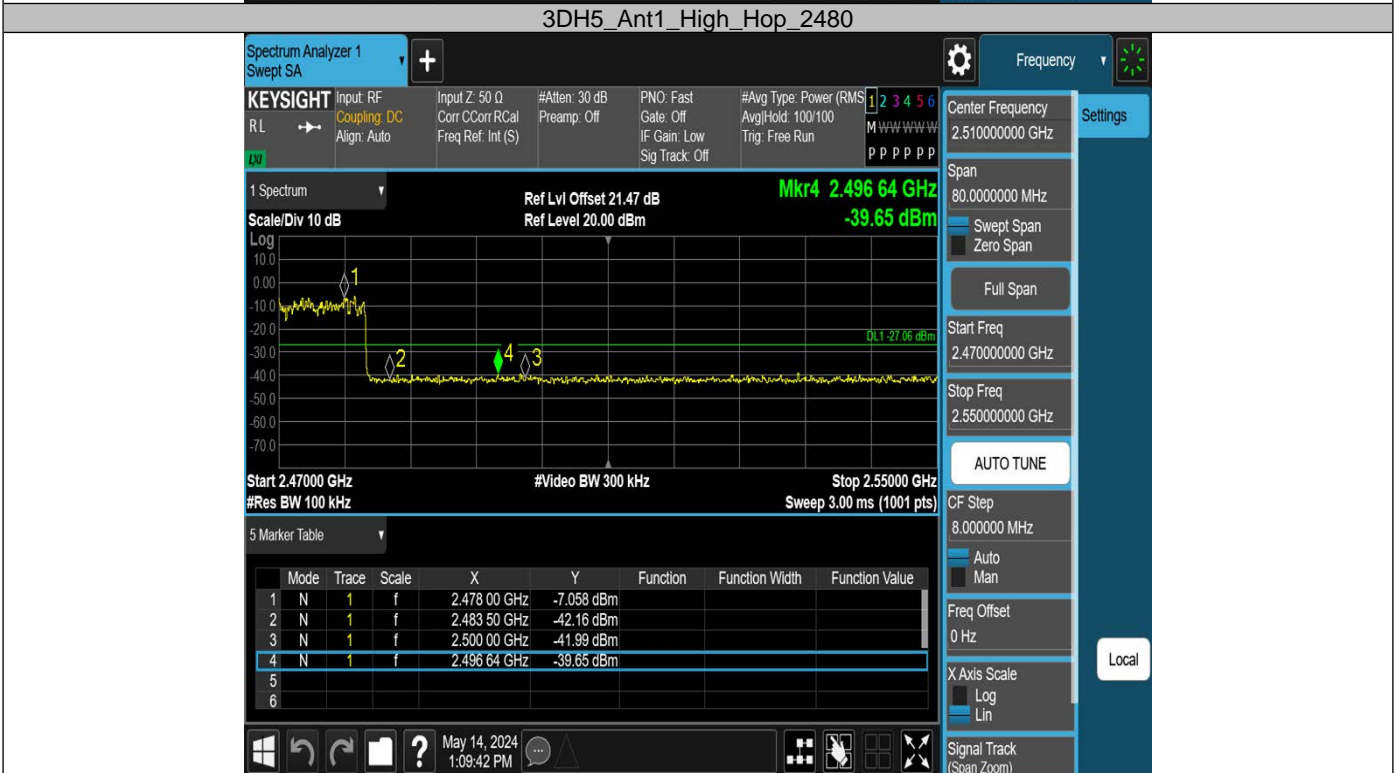 3DH5_Ant1_High_Hop_2480
Spectrum Analyzer 1
Swept SA
+
Frequency
KEYSIGHT
RL
LXI
Input: RF
Coupling: DC
Align: Auto
Input Z: 50 Ω
Corr CCorr RCal
Freq Ref: Int (S)
#Atten: 30 dB
Preamp: Off
PNO: Fast
Gate: Off
IF Gain: Low
Sig Track: Off
#Avg Type: Power (RMS
Avg|Hold: 100/100
Trig: Free Run
1 2 3 4 5 6
M W W W W W
P P P P P P
1 Spectrum
Scale/Div 10 dB
Ref Lvl Offset 21.47 dB
Ref Level 20.00 dBm
Mkr4 2.496 64 GHz
-39.65 dBm
Log
10.0
0.00
-10.0
-20.0
-30.0
-40.0
-50.0
-60.0
-70.0
1
2
4
3
DL1 -27.06 dBm
Start 2.47000 GHz
#Res BW 100 kHz
#Video BW 300 kHz
Stop 2.55000 GHz
Sweep 3.00 ms (1001 pts)
5 Marker Table
Mode Trace Scale X Y Function Function Width Function Value
1 N 1 f 2.478 00 GHz -7.058 dBm
2 N 1 f 2.483 50 GHz -42.16 dBm
3 N 1 f 2.500 00 GHz -41.99 dBm
4 N 1 f 2.496 64 GHz -39.65 dBm
5
6
?
May 14, 2024
1:09:42 PM
Center Frequency
2.510000000 GHz
Span
80.0000000 MHz
Swept Span
Zero Span
Full Span
Start Freq
2.470000000 GHz
Stop Freq
2.550000000 GHz
AUTO TUNE
CF Step
8.000000 MHz
Auto
Man
Freq Offset
0 Hz
X Axis Scale
Log
Lin
Signal Track
(Span Zoom)
Settings
Local